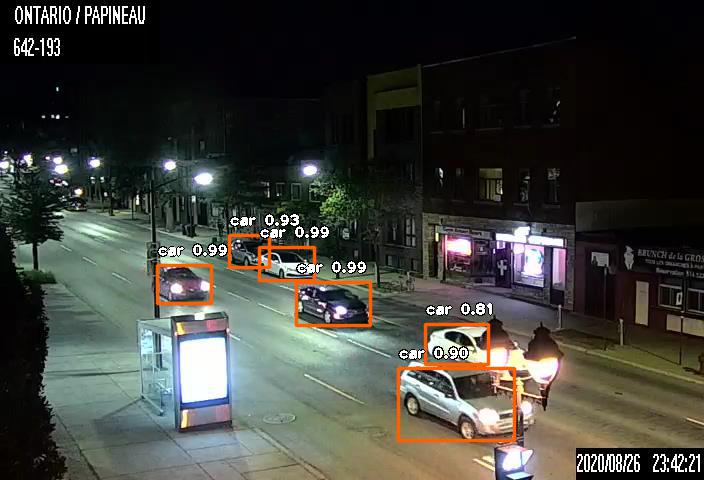 ONTARIO / PAPINEAU
642-193
car 0.93
car 0.99
car 0.99
car 0.99
car 0.81
car 0.90
BRUNCH de la GROS
2020/08/26 23:42:21